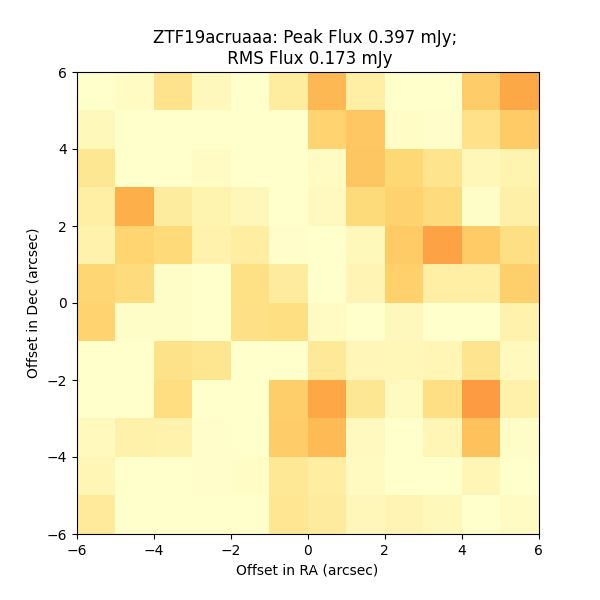 ZTF19acruaaa: Peak Flux 0.397 mJy;
RMS Flux 0.173 mJy
6
4
2
0
−2
−4
−6
Offset in Dec (arcsec)
−6 −4 −2 0 2 4 6
Offset in RA (arcsec)